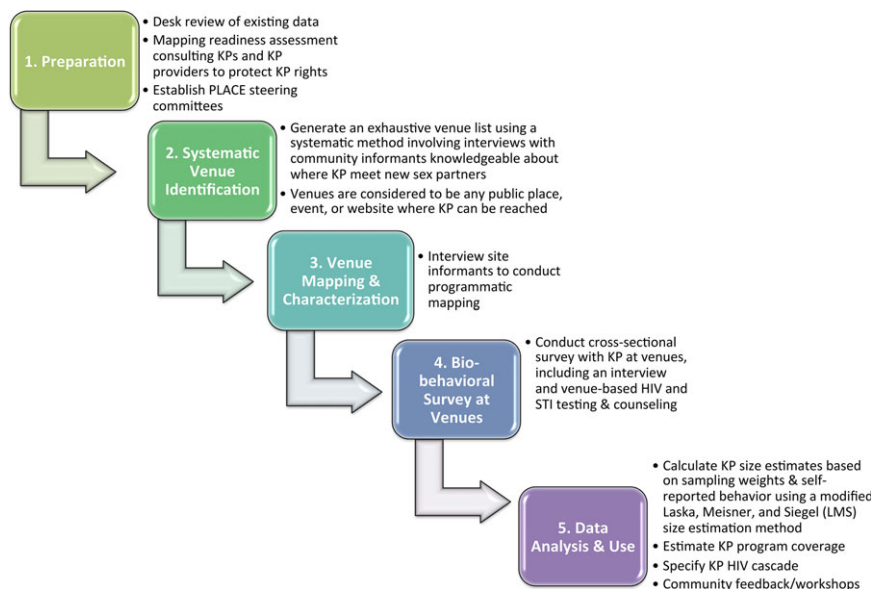 1. Preparation
• Desk review of existing data
• Mapping readiness assessment
consulting KPs and KP
providers to protect KP rights
• Establish PLACE steering
committees
2. Systematic
Venue
Identification
• Generate an exhaustive venue list using a
systematic method involving interviews with
community informants knowledgeable about
where KP meet new sex partners
• Venues are considered to be any public place,
event, or website where KP can be reached
3. Venue
Mapping &
Characterization
• Interview site
informants to conduct
programmatic
mapping
4. Bio-
behavioral
Survey at
Venues
• Conduct cross-sectional
survey with KP at venues,
including an interview
and venue-based HIV and
STI testing & counseling
5. Data
Analysis & Use
• Calculate KP size estimates based
on sampling weights & self-
reported behavior using a modified
Laska, Meisner, and Siegel (LMS)
size estimation method
• Estimate KP program coverage
• Specify KP HIV cascade
• Community feedback/workshops